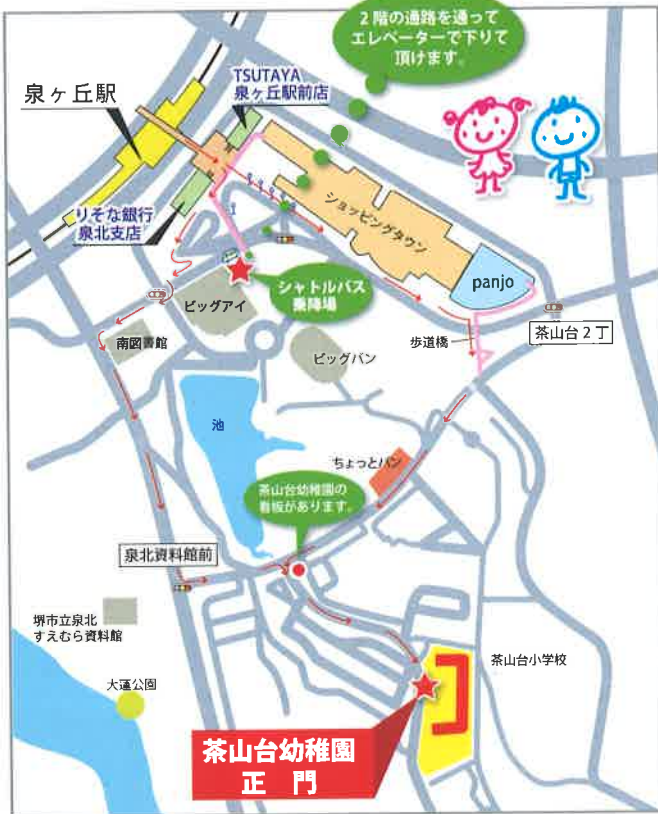 2階の通路を通って
エレベーターで下りて
頂けます。
泉ヶ丘駅
TSUTAYA
泉ヶ丘駅前店
りそな銀行
泉北支店
ショッピングタウン
panjo
シャトルバス
乗降場
ビッグアイ
茶山台2丁
南図書館
歩道橋
ビッグバン
池
ちょっとバン
茶山台幼稚園の
看板があります。
泉北資料館前
堺市立泉北
すえむら資料館
茶山台小学校
大蓮公園
茶山台幼稚園
正門